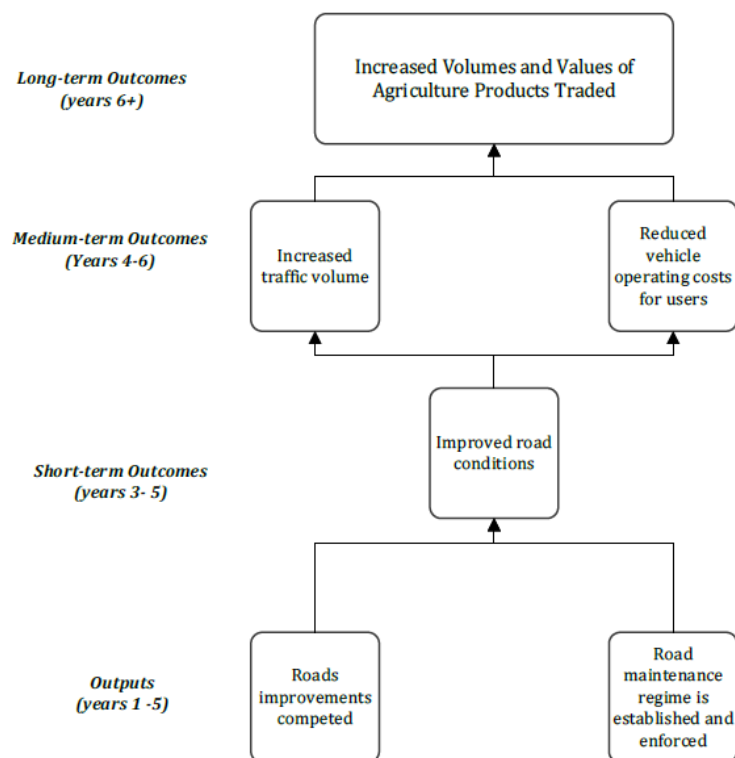 Long-term Outcomes
(years 6+)
Increased Volumes and Values of
Agriculture Products Traded
Medium-term Outcomes
(Years 4-6)
Increased
traffic volume
Reduced
vehicle
operating costs
for users
Short-term Outcomes
(years 3- 5)
Improved road
conditions
Outputs
(years 1 -5)
Roads
improvements
competed
Road
maintenance
regime is
established and
enforced